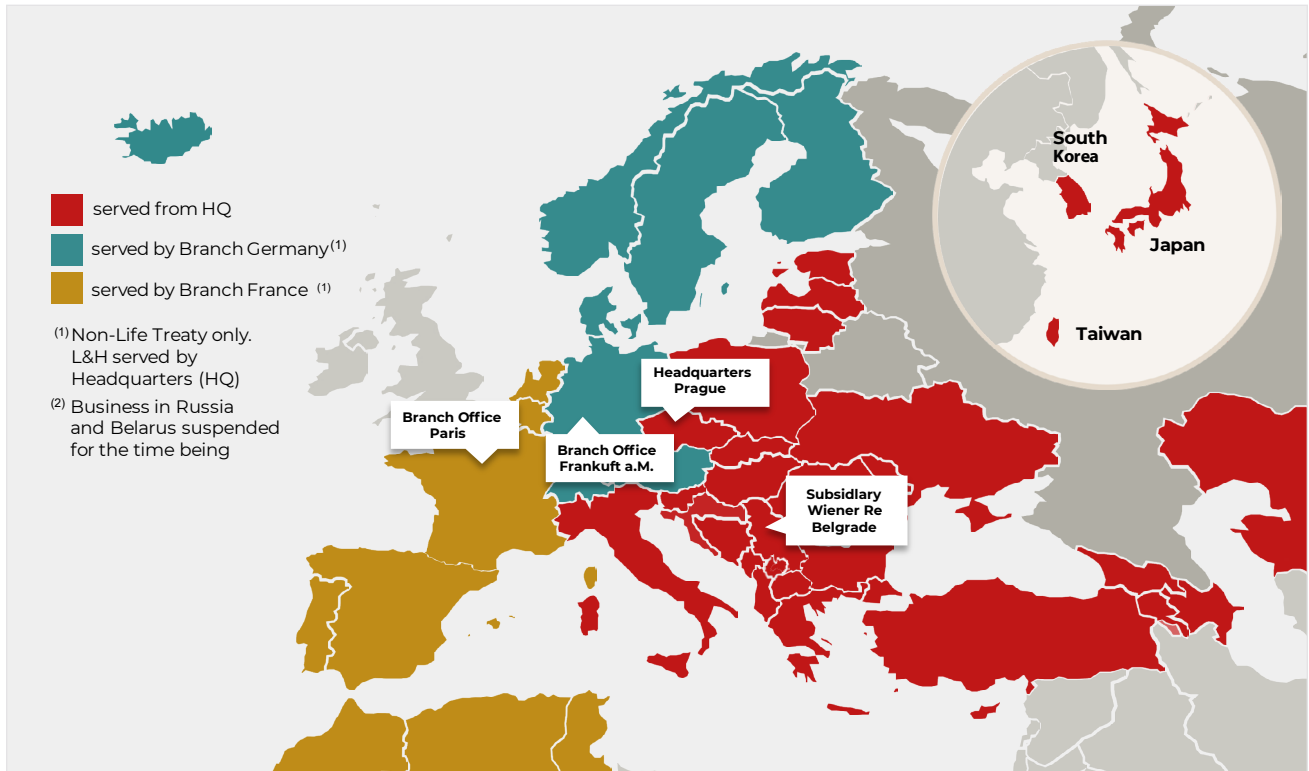 served from HQ
served by Branch Germany(1)
served by Branch France (1)
(1) Non-Life Treaty only.
L&H served by
Headquarters (HQ)
(2) Business in Russia
and Belarus suspended
for the time being
Branch Office
Paris
Headquarters
Prague
Branch Office
Frankuft a.M.
Subsidlary
Wiener Re
Belgrade
South
Korea
Japan
Taiwan